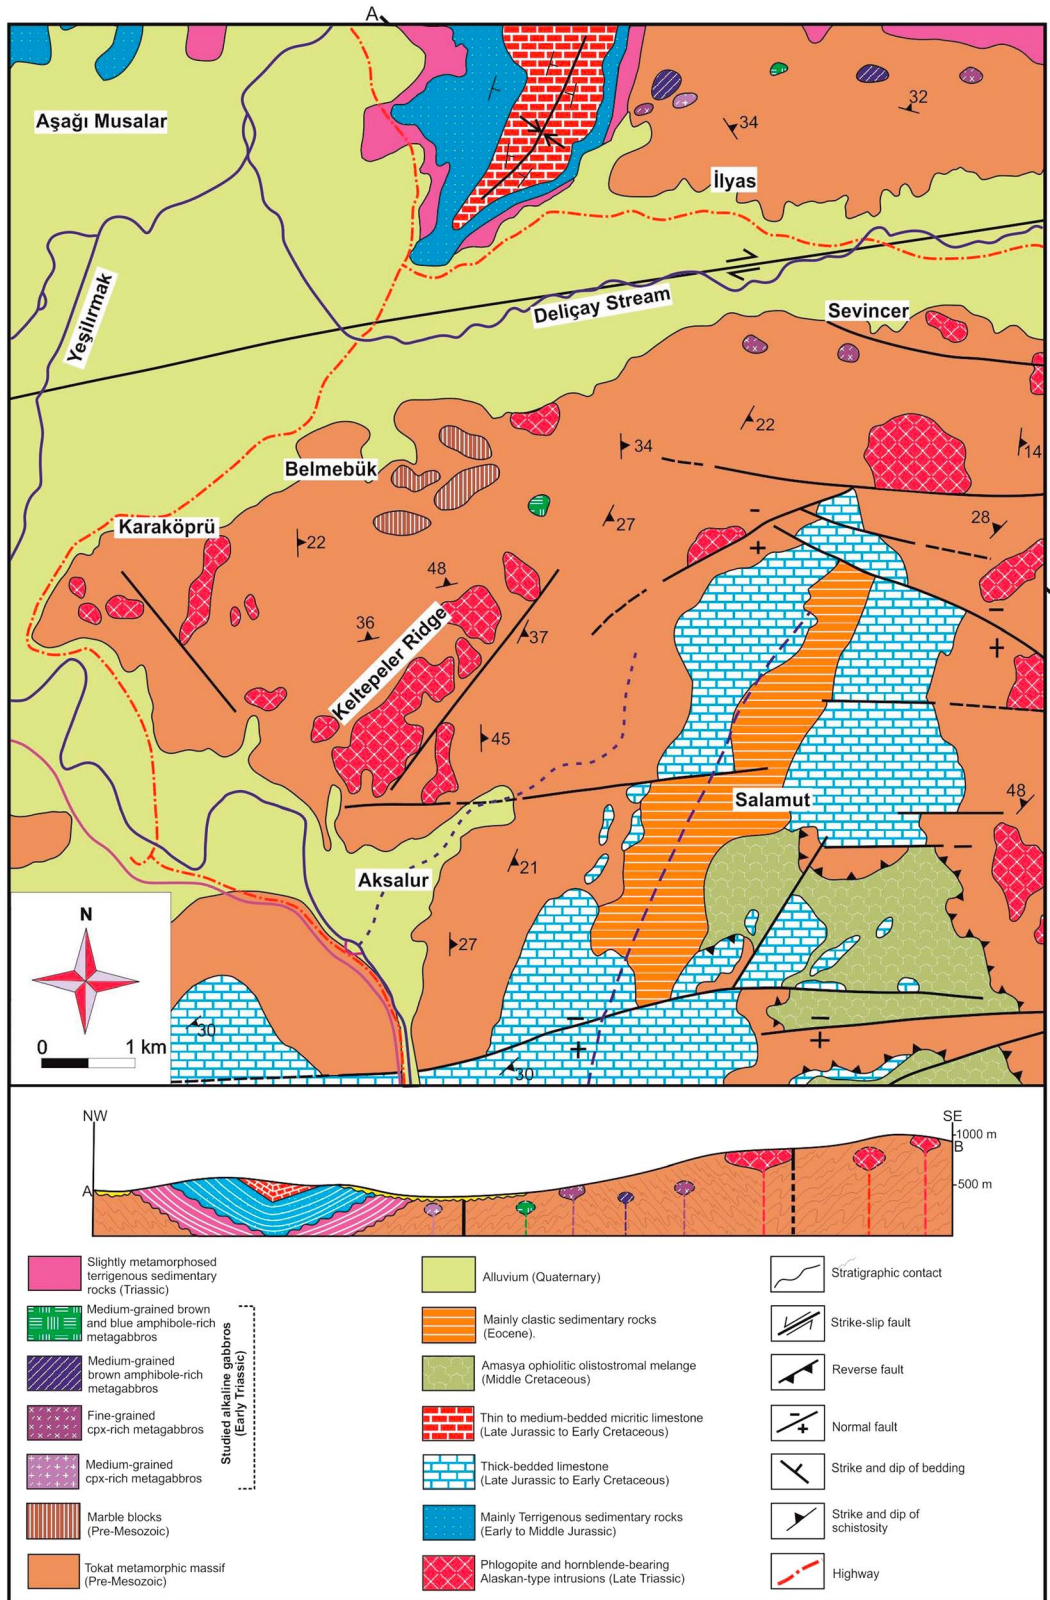 A
Aşağı Musalar
32
34
İlyas
Yeşilırmak
Deliçay Stream
Sevincer
22
34
14
Belmebük
28
27
Karaköprü
-
+
22
48
36
37
Keltepeler Ridge
-
+
45
Salamut
48
21
Aksalur
27
N
30
0 1 km
-
+
-
+
30
NW
SE
1000 m
B
A
500 m
Slightly metamorphosed
terrigenous sedimentary
rocks (Triassic)
Medium-grained brown
and blue amphibole-rich
metagabbros
Medium-grained
brown amphibole-rich
metagabbros
Fine-grained
cpx-rich metagabbros
Medium-grained
cpx-rich metagabbros
Studied alkaline gabbros
(Early Triassic)
Marble blocks
(Pre-Mesozoic)
Tokat metamorphic massif
(Pre-Mesozoic)
Alluvium (Quaternary)
Mainly clastic sedimentary rocks
(Eocene).
Amasya ophiolitic olistostromal melange
(Middle Cretaceous)
Thin to medium-bedded micritic limestone
(Late Jurassic to Early Cretaceous)
Thick-bedded limestone
(Late Jurassic to Early Cretaceous)
Mainly Terrigenous sedimentary rocks
(Early to Middle Jurassic)
Phlogopite and hornblende-bearing
Alaskan-type intrusions (Late Triassic)
Stratigraphic contact
Strike-slip fault
Reverse fault
-
+
Normal fault
Strike and dip of bedding
Strike and dip of
schistosity
Highway